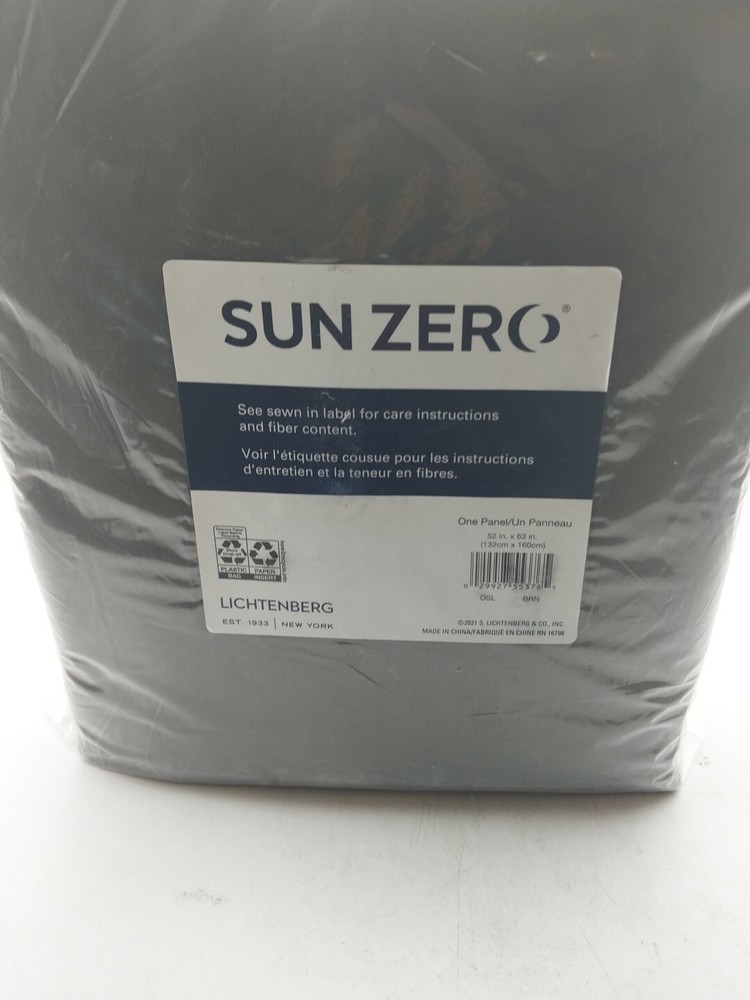 SUN ZERO®
See sewn in label for care instructions
and fiber content.
Voir l'étiquette cousue pour les instructions
d'entretien et la teneur en fibres.
One Panel/Un Panneau
52 in. x 63 in.
(132cm x 160cm)
PLASTIC
BAG
PAPER
INSERT
OSL BRN
LICHTENBERG
EST. 1933 | NEW YORK
©2021 S. LICHTENBERG & CO., INC.
MADE IN CHINA/FABRIQUÉ EN CHINE RN 16798